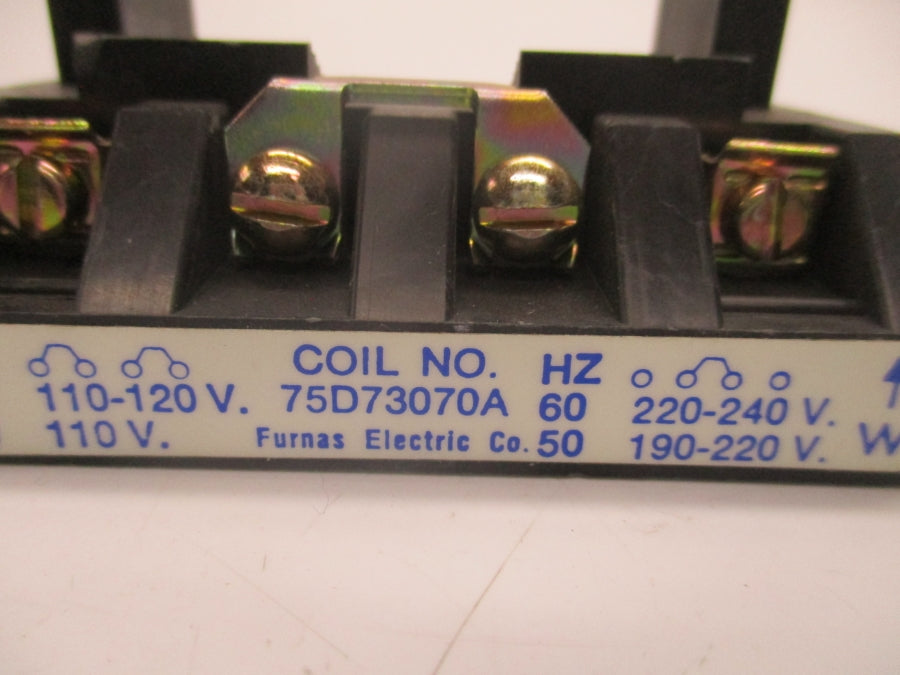 COIL NO. HZ
110-120 V. 75D73070A 60 220-240 V.
110 V. Furnas Electric Co. 50 190-220 V.